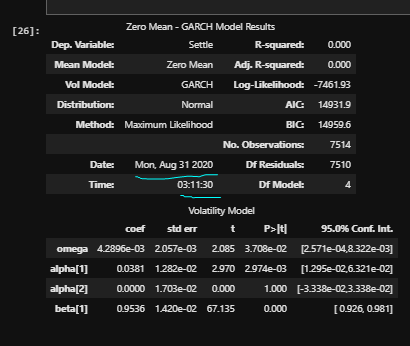 [26]:
Zero Mean - GARCH Model Results
Dep. Variable: Settle R-squared: 0.000
Mean Model: Zero Mean Adj. R-squared: 0.000
Vol Model: GARCH Log-Likelihood: -7461.93
Distribution: Normal AIC: 14931.9
Method: Maximum Likelihood BIC: 14959.6
No. Observations: 7514
Date: Mon, Aug 31 2020 Df Residuals: 7510
Time: 03:11:30 Df Model: 4
Volatility Model
coef std err t P>|t| 95.0% Conf. Int.
omega 4.2896e-03 2.057e-03 2.085 3.708e-02 [2.571e-04,8.322e-03]
alpha[1] 0.0381 1.282e-02 2.970 2.974e-03 [1.295e-02,6.321e-02]
alpha[2] 0.0000 1.703e-02 0.000 1.000 [-3.338e-02,3.338e-02]
beta[1] 0.9536 1.420e-02 67.135 0.000 [ 0.926, 0.981]